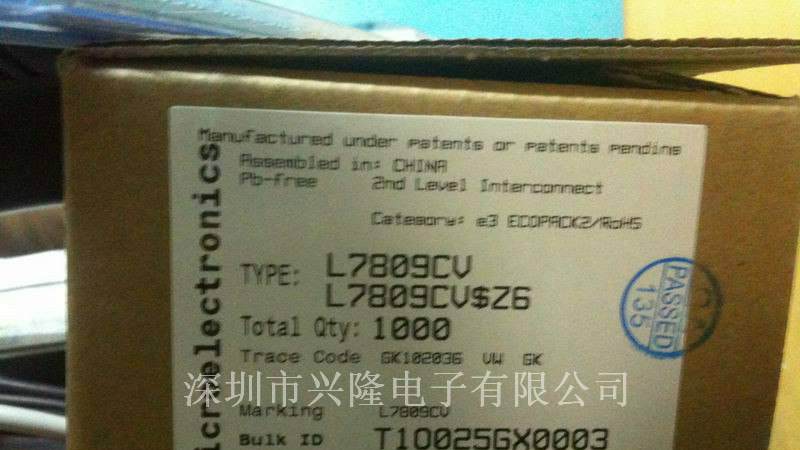 Manufactured under patents or patents pending
Assembled in: CHINA
Pb-free 2nd Level Interconnect
Category: e3 ECOPACK2/RoHS
TYPE: L7809CV
L7809CV$Z6
Total Qty: 1000
Trace Code GK102036 VW GK
Marking L7809CV
Bulk ID T10025GX0003
icroelectronics
PASSED
135
深圳市兴隆电子有限公司